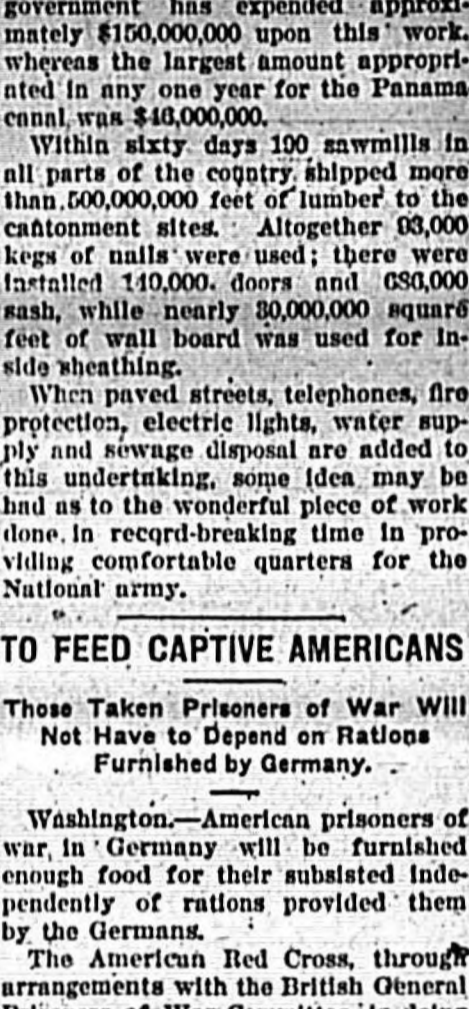 government has expended approxi-
mately $150,000,000 upon this work,
whereas the largest amount appropri-
ated in any one year for the Panama
canal was $46,000,000.
Within sixty days 190 sawmills in
all parts of the country shipped more
than 500,000,000 feet of lumber to the
cantonment sites. Altogether 93,000
kegs of nails were used; there were
installed 140,000 doors and 686,000
sash, while nearly 30,000,000 square
feet of wall board was used for in-
side sheathing.
When paved streets, telephones, fire
protection, electric lights, water sup-
ply and sewage disposal are added to
this undertaking, some idea may be
had as to the wonderful piece of work
done in record-breaking time in pro-
viding comfortable quarters for the
National army.
TO FEED CAPTIVE AMERICANS
Those Taken Prisoners of War Will
Not Have to Depend on Rations
Furnished by Germany.
Washington.—American prisoners of
war in Germany will be furnished
enough food for their subsisted inde-
pendently of rations provided them
by the Germans.
The American Red Cross, through
arrangements with the British General